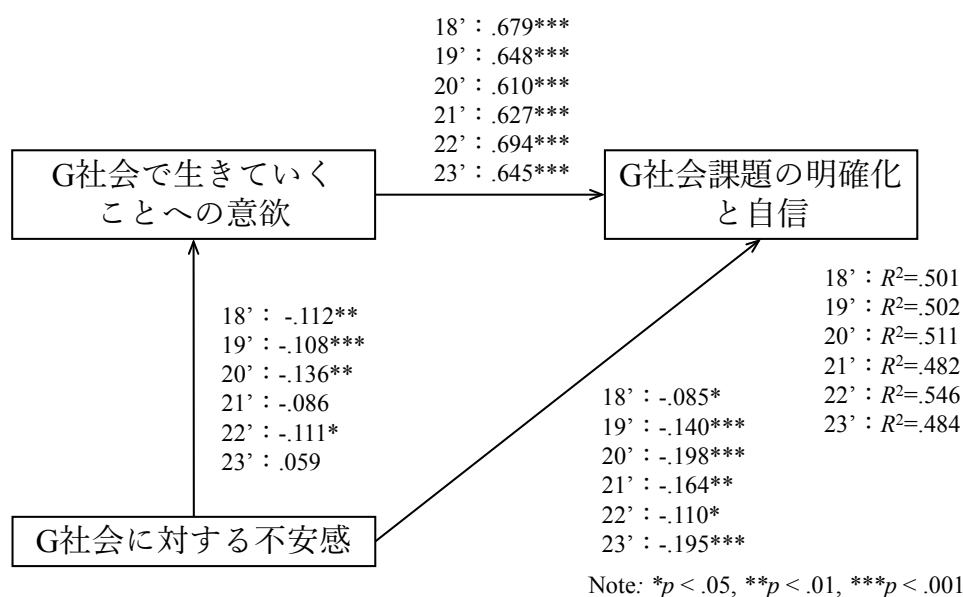 18’：.679***
19’：.648***
20’：.610***
21’：.627***
22’：.694***
23’：.645***
G社会で生きていく
ことへの意欲
G社会課題の明確化
と自信
18’： -.112**
19’：-.108***
20’：-.136**
21’：-.086
22’：-.111*
23’：.059
18’：-.085*
19’：-.140***
20’：-.198***
21’：-.164**
22’：-.110*
23’：-.195***
18’：R²=.501
19’：R²=.502
20’：R²=.511
21’：R²=.482
22’：R²=.546
23’：R²=.484
G社会に対する不安感
Note: *p < .05, **p < .01, ***p < .001